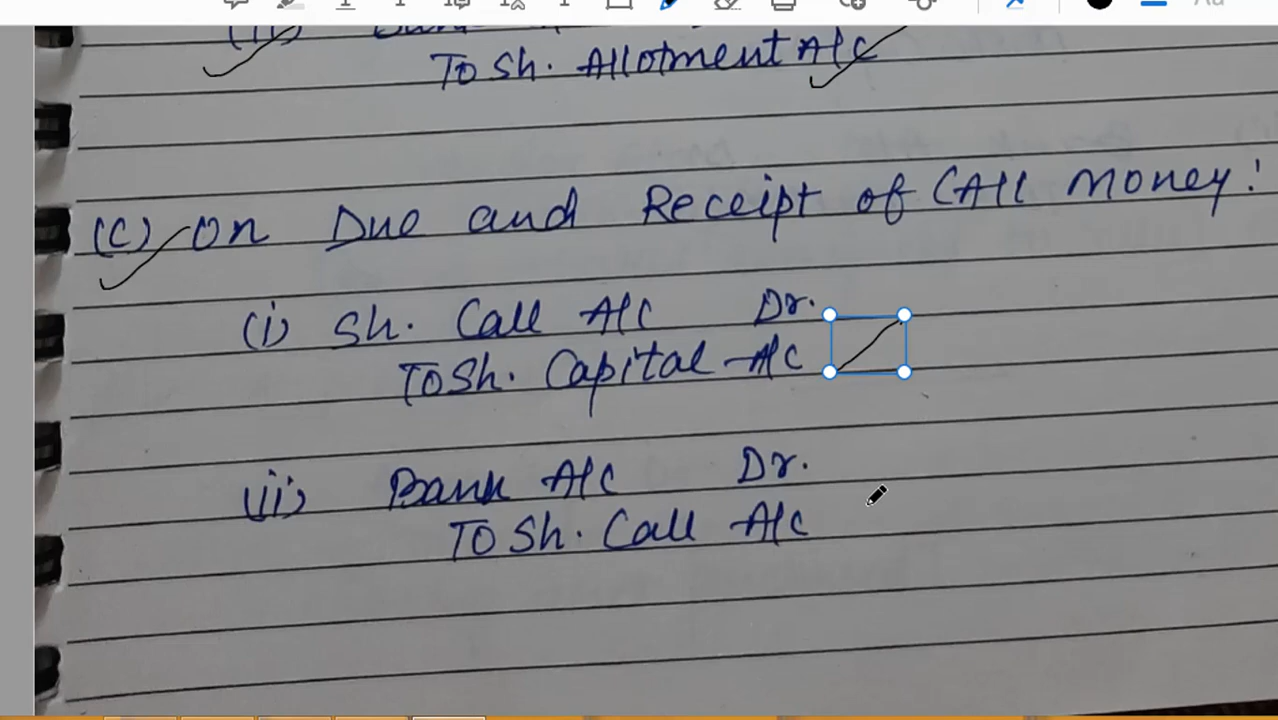 To Sh. Allotment A/c
(C) On Due and Receipt of Call Money:
(i) Sh. Call A/c Dr.
To Sh. Capital A/c
(ii) Bank A/c Dr.
To Sh. Call A/c